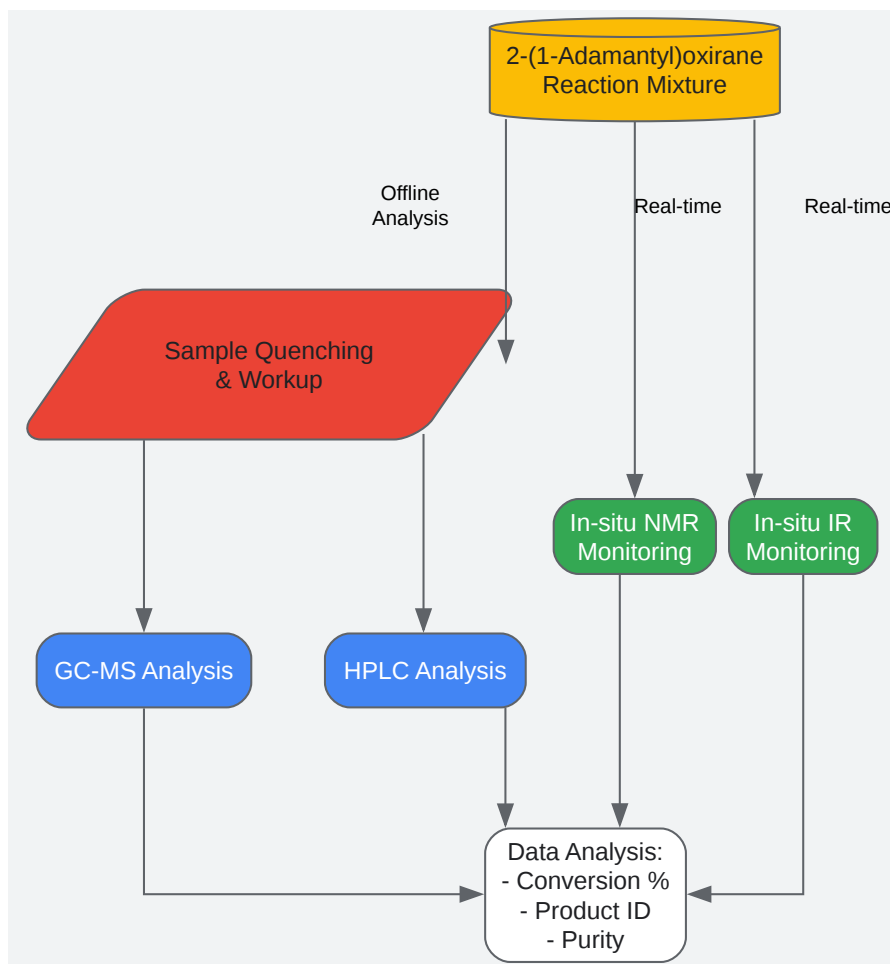 2-(1-Adamantyl)oxirane
Reaction Mixture
Offline
Analysis
Real-time
Real-time
Sample Quenching
& Workup
In-situ NMR
Monitoring
In-situ IR
Monitoring
GC-MS Analysis
HPLC Analysis
Data Analysis:
- Conversion %
- Product ID
- Purity